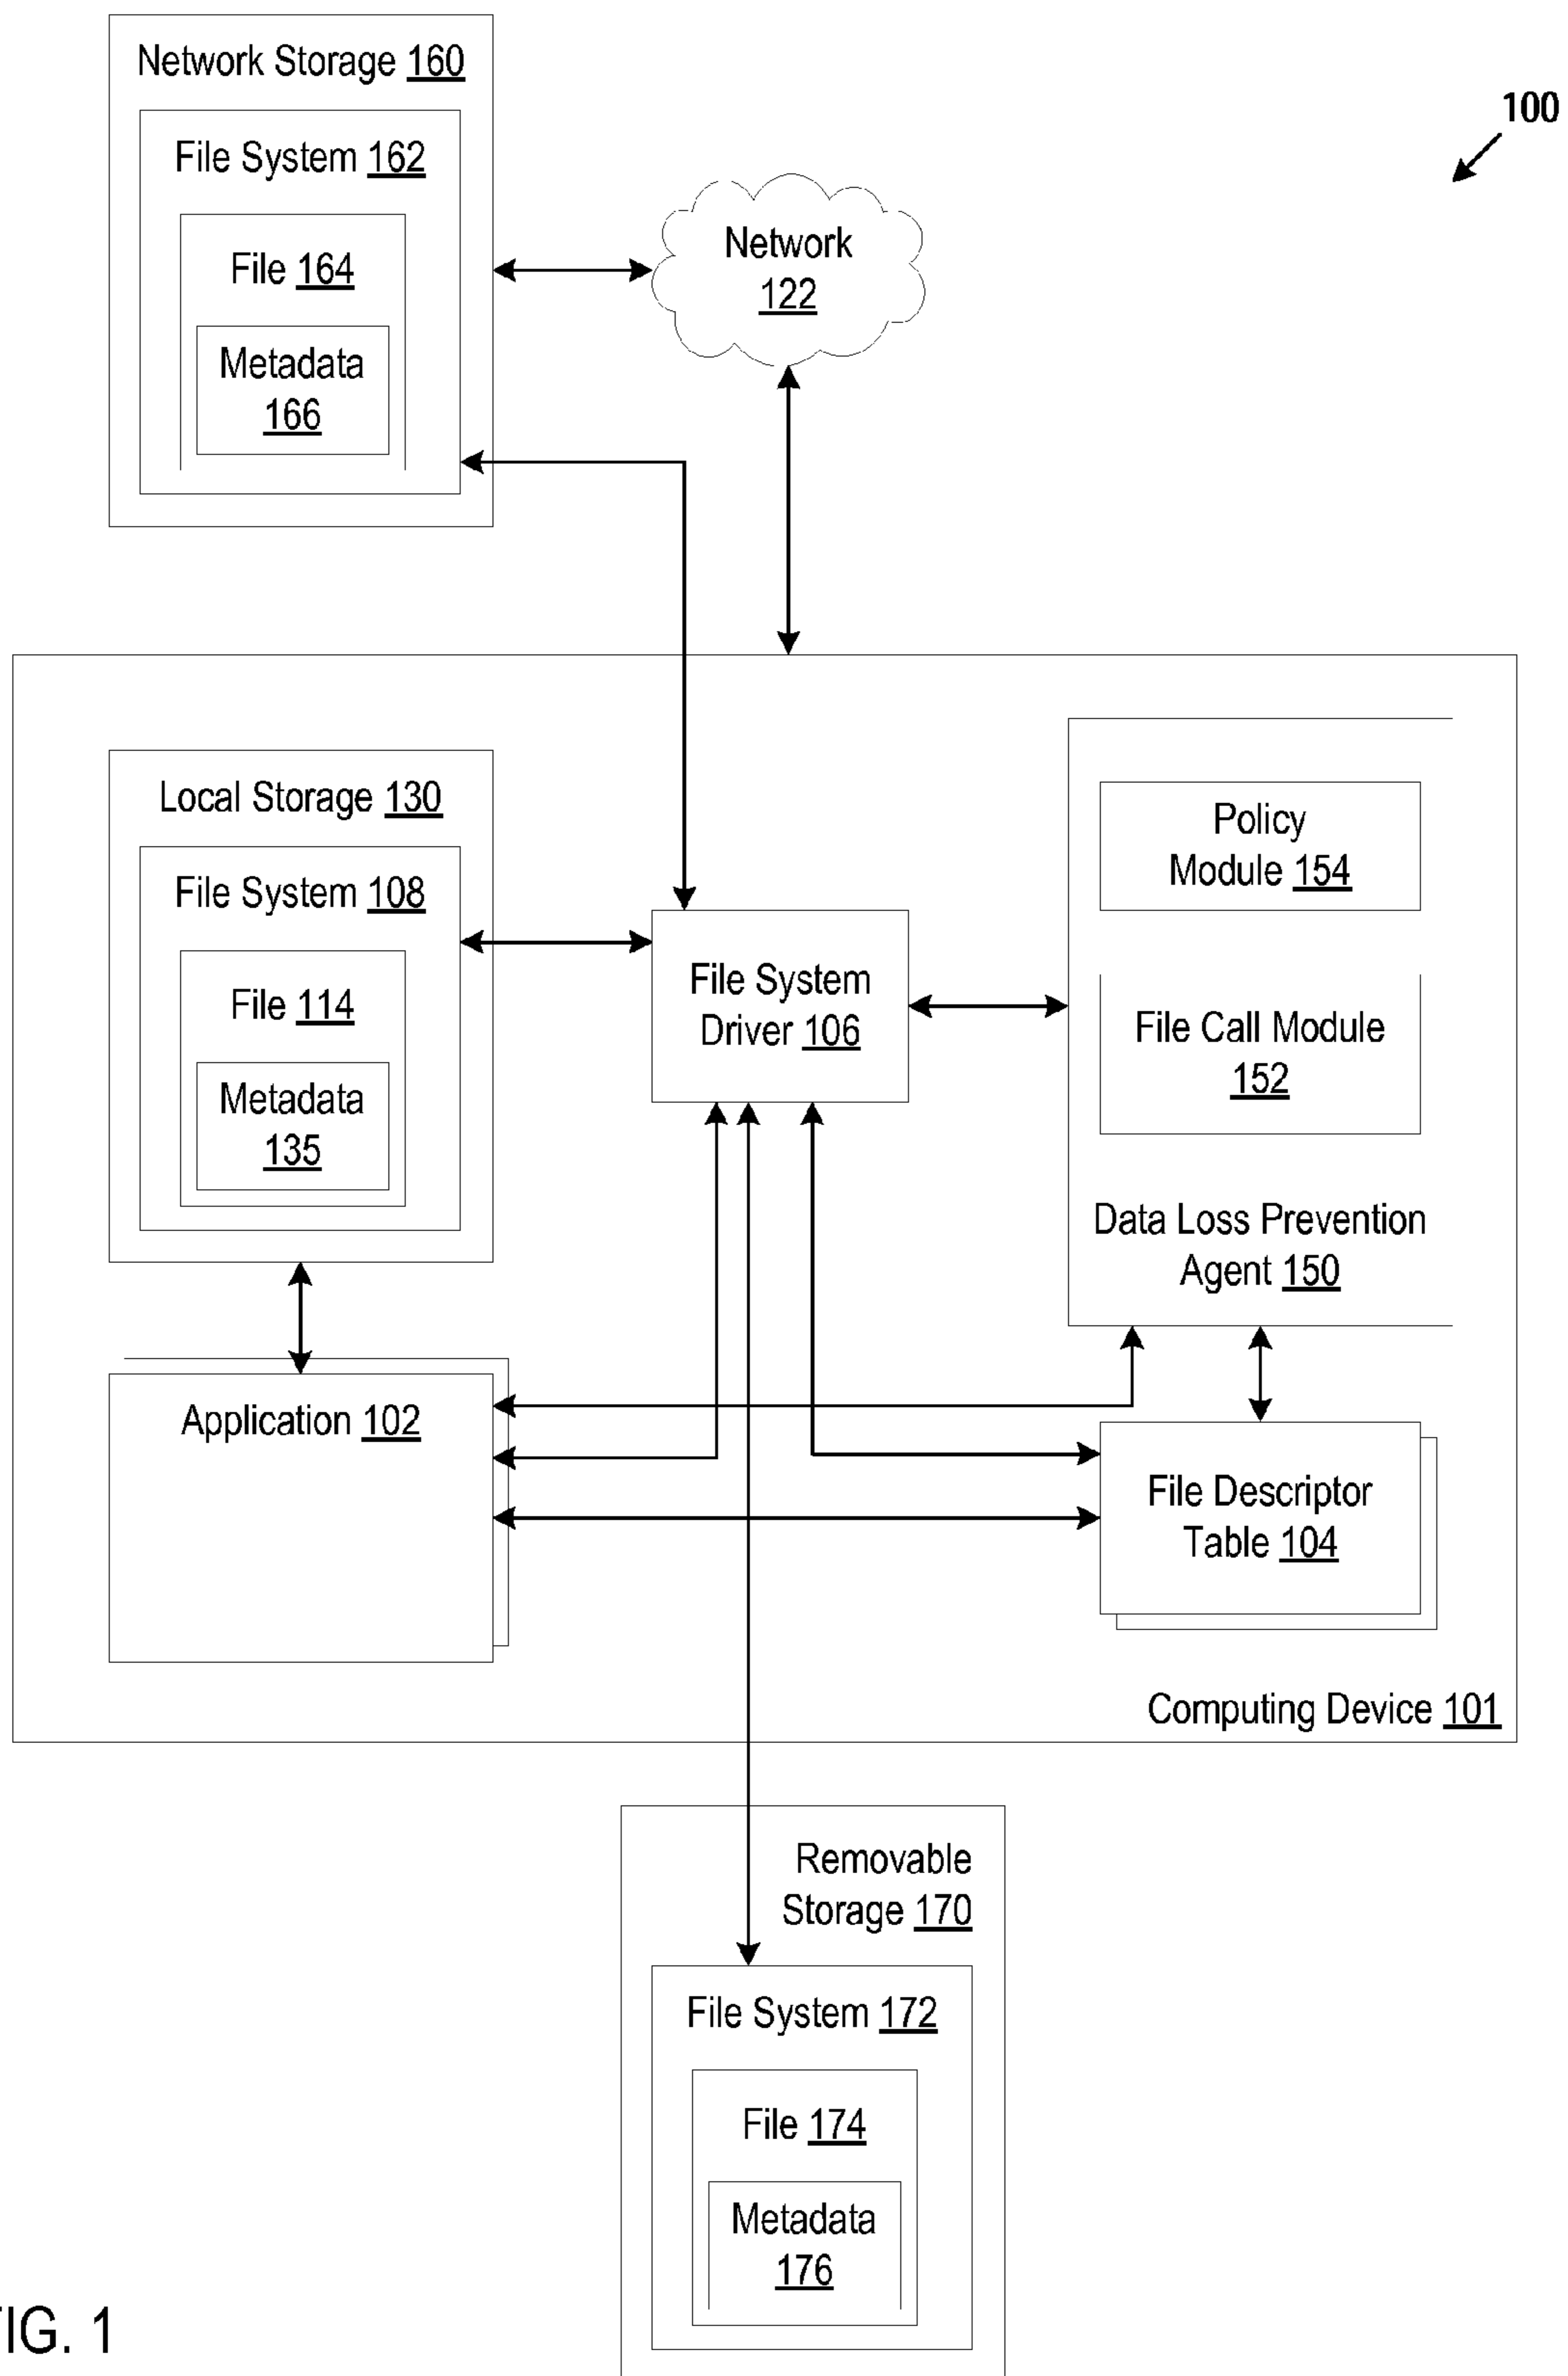 Network Storage 160
File System 162
File 164
Metadata
166
Network
122
100
Local Storage 130
File System 108
File 114
Metadata
135
File System
Driver 106
Policy
Module 154
File Call Module
152
Data Loss Prevention
Agent 150
Application 102
File Descriptor
Table 104
Computing Device 101
Removable
Storage 170
File System 172
File 174
Metadata
176
IG. 1